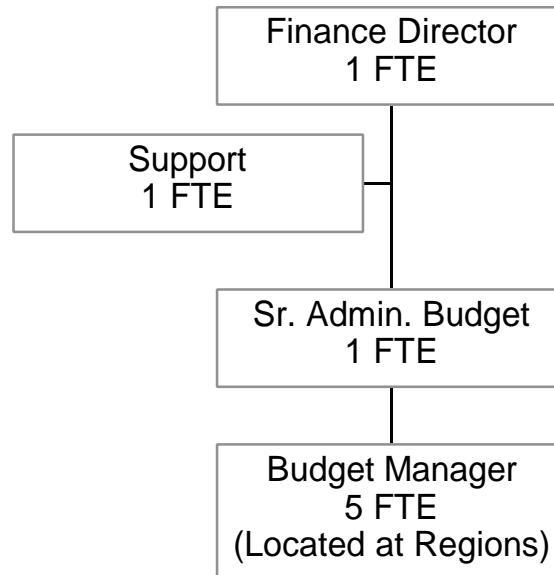 Finance Director
1 FTE
Support
1 FTE
Sr. Admin. Budget
1 FTE
Budget Manager
5 FTE
(Located at Regions)